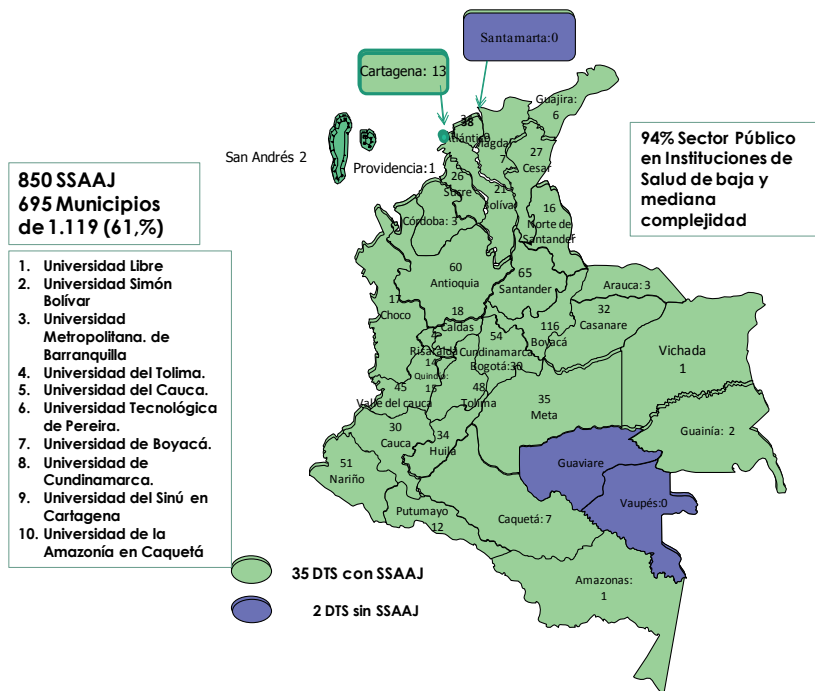 Santamarta:0
Cartagena: 13
Guajira:
6
38
Atlántico
Magdal
7
27
Cesar
San Andrés 2
Providencia:1
94% Sector Público
en Instituciones de
Salud de baja y
mediana
complejidad
850 SSAAJ
695 Municipios
de 1.119 (61,%)
26
Sucre
21
Bolívar
16
Norte de
Santander
Córdoba: 3
1. Universidad Libre
2. Universidad Simón
Bolívar
3. Universidad
Metropolitana. de
Barranquilla
4. Universidad del Tolima.
5. Universidad del Cauca.
6. Universidad Tecnológica
de Pereira.
7. Universidad de Boyacá.
8. Universidad de
Cundinamarca.
9. Universidad del Sinú en
Cartagena
10. Universidad de la
Amazonía en Caquetá
60
Antioquia
65
Santander
Arauca: 3
32
Casanare
17
Choco
18
Caldas
54
Cundinamarca
Bogotá:30
116
Boyacá
Vichada
1
Risaralda
14
Quindío:
15
45
Valle del cauca
48
Tolima
35
Meta
30
Cauca
34
Huila
Guainía: 2
Guaviare
Vaupés:0
51
Nariño
Putumayo
12
Caquetá: 7
Amazonas:
1
35 DTS con SSAAJ
2 DTS sin SSAAJ